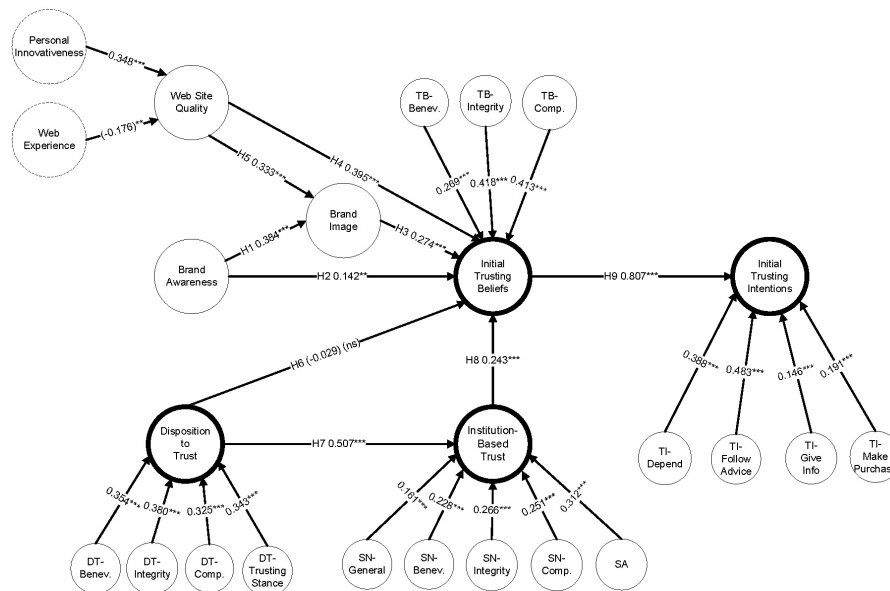 Personal
Innovativeness
0.348***
Web Site
Quality
Web
Experience
(-0.176)**
TB-
Benev.
TB-
Integrity
TB-
Comp.
H5 0.333***
H4 0.395***
0.269***
0.418***
0.413***
Brand
Image
H1 0.384***
H3 0.274***
Brand
Awareness
H2 0.142**
Initial
Trusting
Beliefs
H9 0.807***
Initial
Trusting
Intentions
H6 (-0.029) (ns)
H8 0.243***
0.388***
0.483***
0.146***
0.191***
Disposition
to
Trust
H7 0.507***
Institution-
Based
Trust
TI-
Depend
TI-
Follow
Advice
TI-
Give
Info
TI-
Make
Purchas
0.354***
0.360***
0.325***
0.343***
0.161***
0.228***
0.266***
0.251***
0.312***
DT-
Benev.
DT-
Integrity
DT-
Comp.
DT-
Trusting
Stance
SN-
General
SN-
Benev.
SN-
Integrity
SN-
Comp.
SA